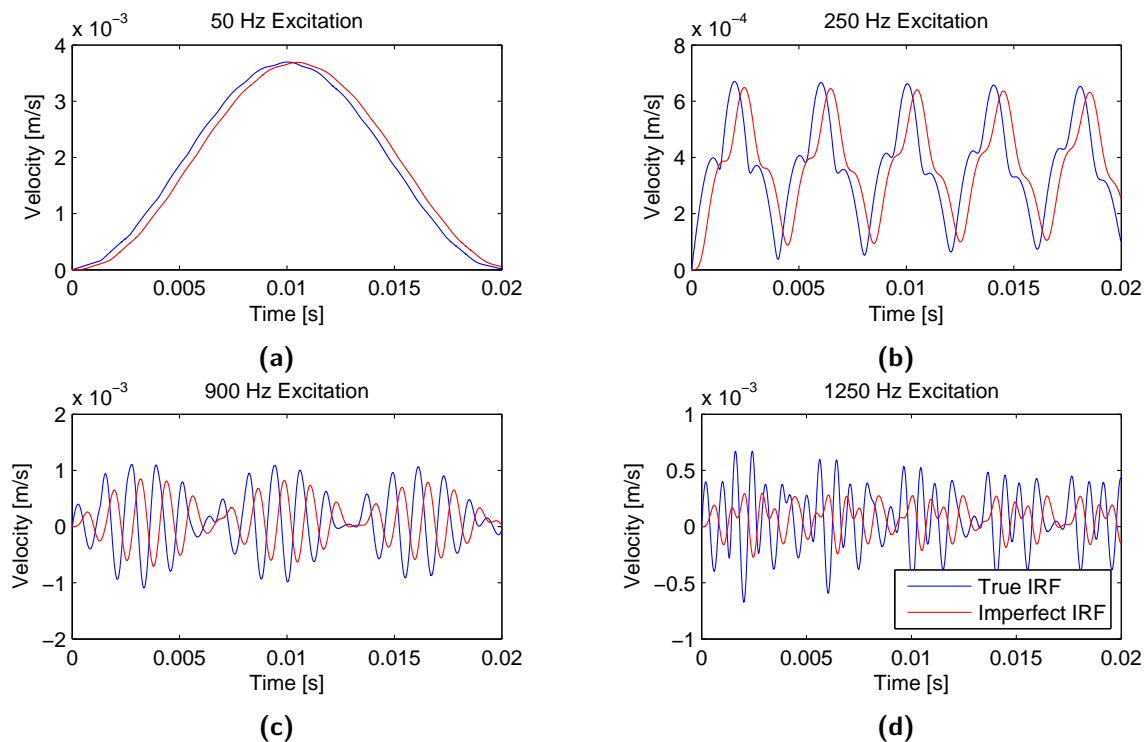 50 Hz Excitation
x 10⁻³
Velocity [m/s]
4
3
2
1
0
0 0.005 0.01 0.015 0.02
Time [s]
(a)
250 Hz Excitation
x 10⁻⁴
Velocity [m/s]
8
6
4
2
0
0 0.005 0.01 0.015 0.02
Time [s]
(b)
900 Hz Excitation
x 10⁻³
Velocity [m/s]
2
1
0
−1
−2
0 0.005 0.01 0.015 0.02
Time [s]
(c)
1250 Hz Excitation
x 10⁻³
Velocity [m/s]
1
0.5
0
−0.5
−1
True IRF
Imperfect IRF
0 0.005 0.01 0.015 0.02
Time [s]
(d)